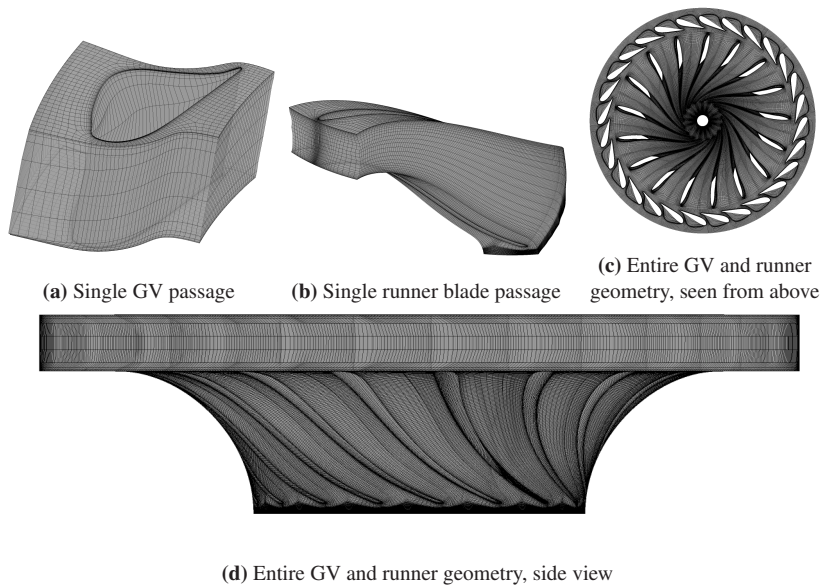 (a) Single GV passage
(b) Single runner blade passage
(c) Entire GV and runner
geometry, seen from above
(d) Entire GV and runner geometry, side view